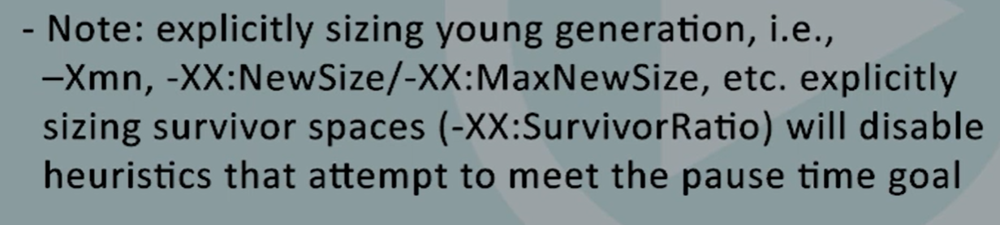 - Note: explicitly sizing young generation, i.e.,
–Xmn, -XX:NewSize/-XX:MaxNewSize, etc. explicitly
sizing survivor spaces (-XX:SurvivorRatio) will disable
heuristics that attempt to meet the pause time goal